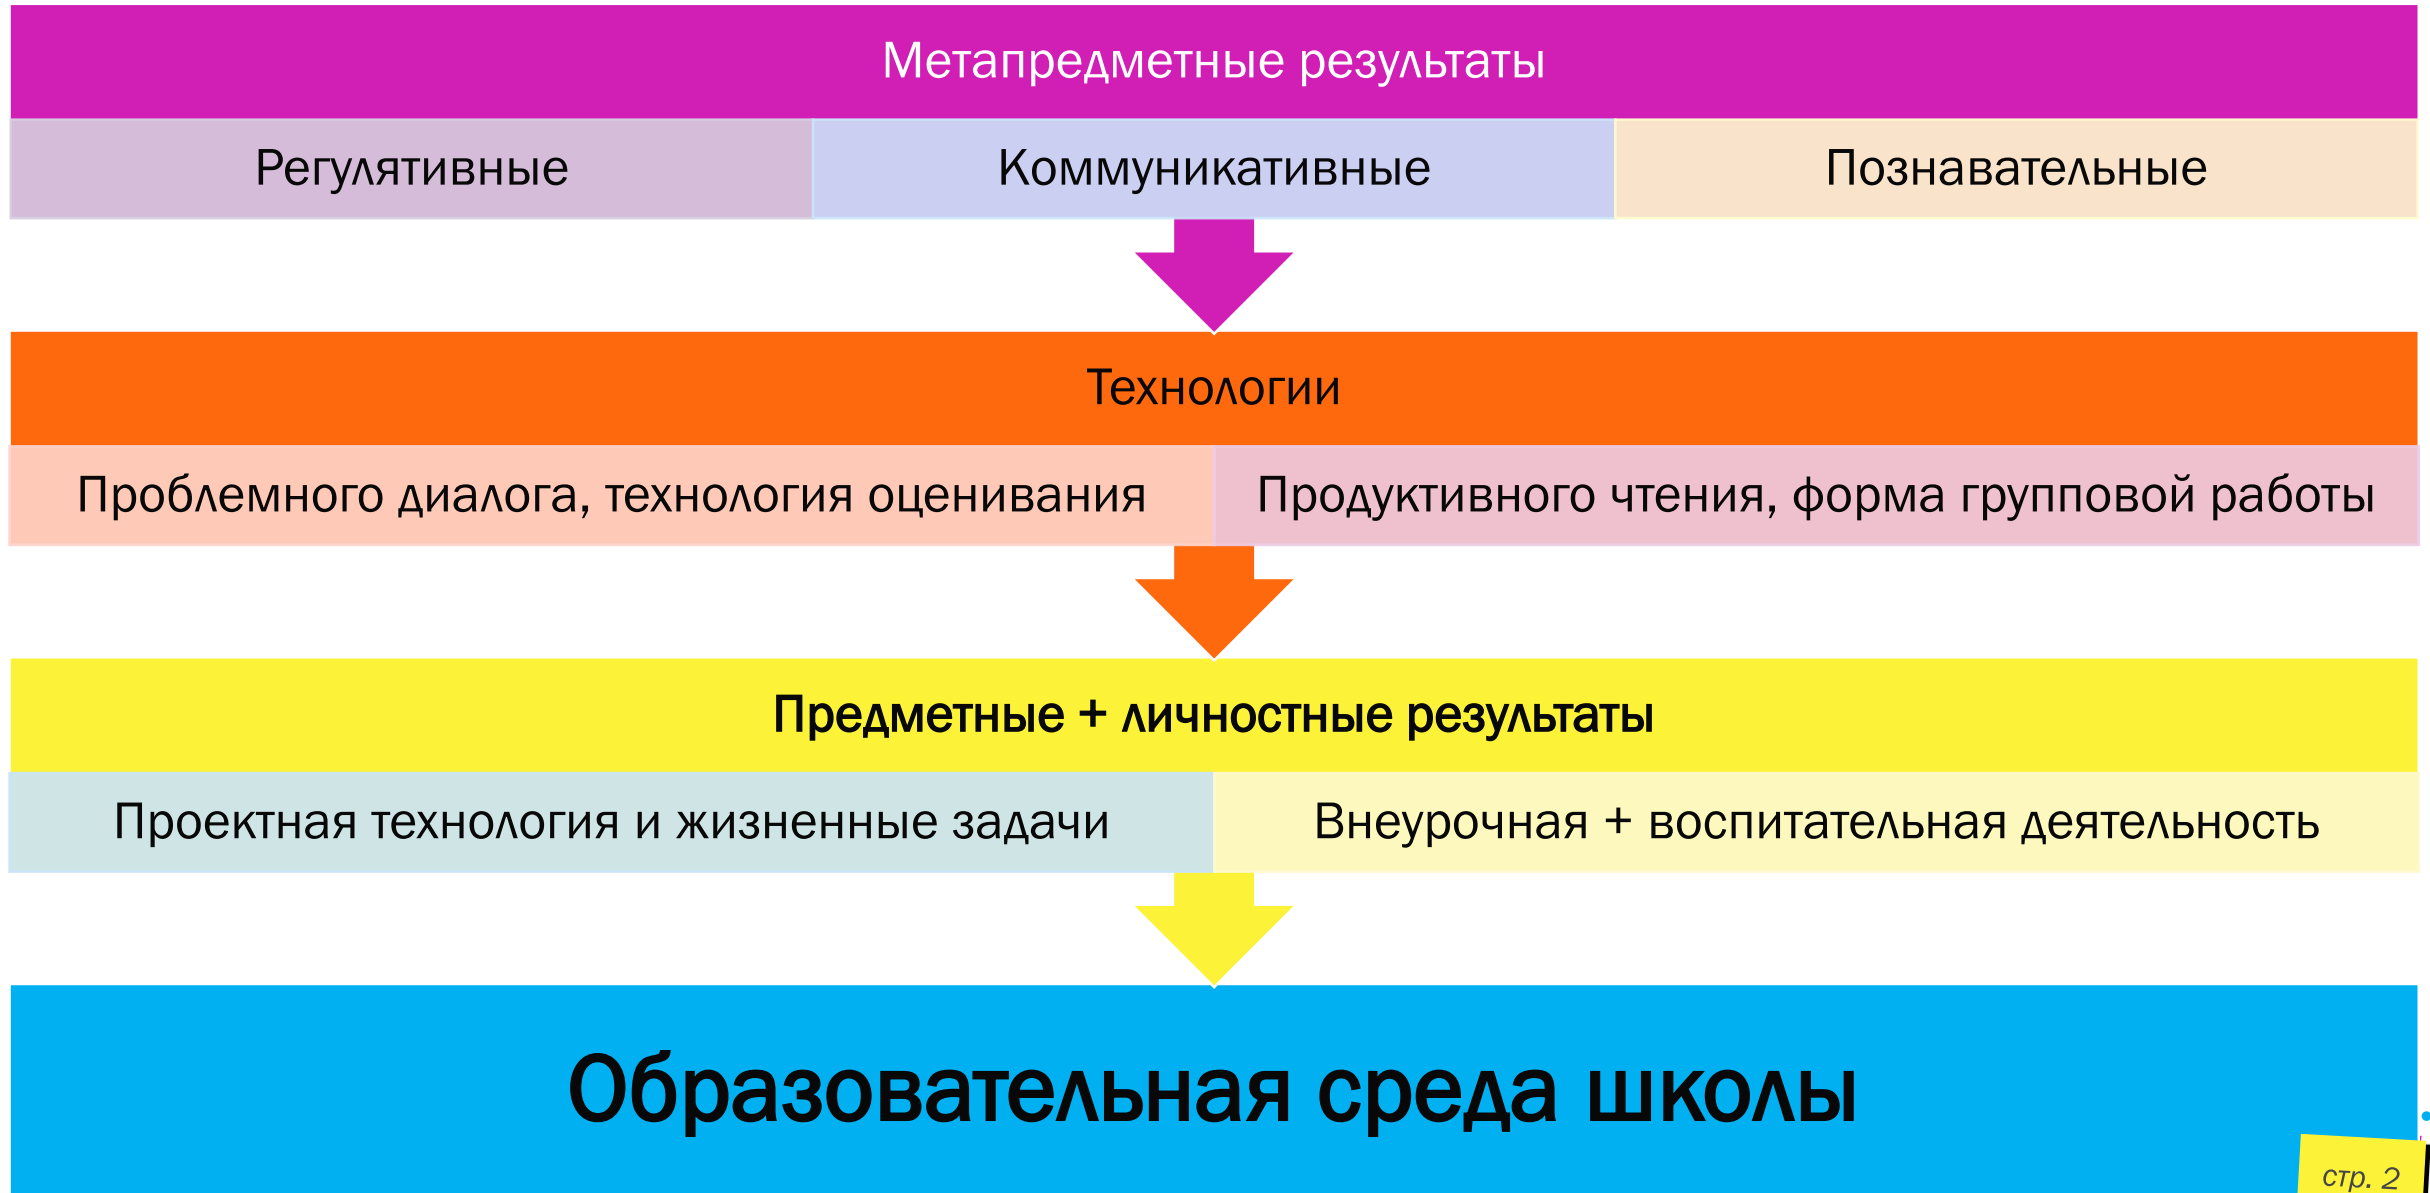 Метапредметные результаты
Регулятивные
Коммуникативные
Познавательные
Технологии
Проблемного диалога, технология оценивания
Продуктивного чтения, форма групповой работы
Предметные + личностные результаты
Проектная технология и жизненные задачи
Внеурочная + воспитательная деятельность
Образовательная среда школы
стр. 2